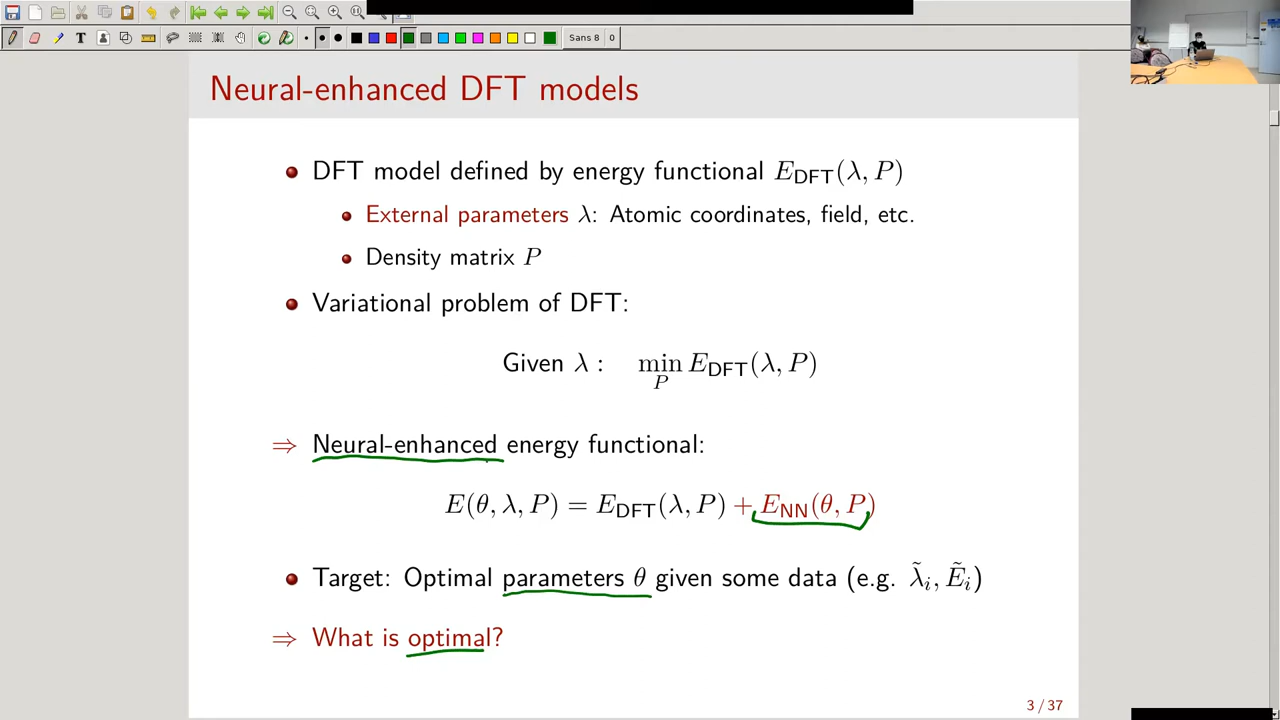 Sans 8 0
Neural-enhanced DFT models
DFT model defined by energy functional E_DFT(λ, P)
External parameters λ: Atomic coordinates, field, etc.
Density matrix P
Variational problem of DFT:
Given λ : min_P E_DFT(λ, P)
⇒ Neural-enhanced energy functional:
E(θ, λ, P) = E_DFT(λ, P) + E_NN(θ, P)
Target: Optimal parameters θ given some data (e.g. λ̃_i, Ẽ_i)
⇒ What is optimal?
3 / 37